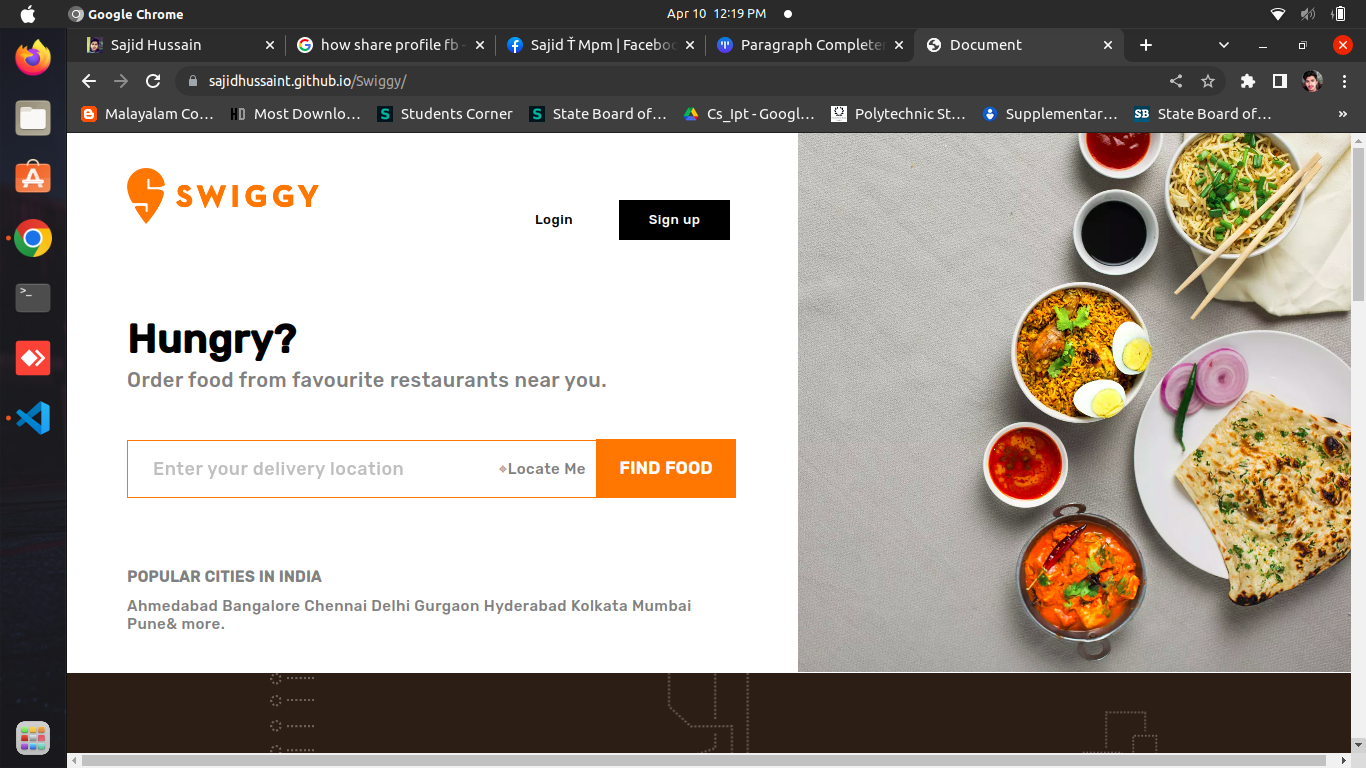 Google Chrome
Apr 10 12:19 PM
Sajid Hussain
how share profile fb -
Sajid Ť Mpm | Faceboo
Paragraph Completer
Document
sajidhussaint.github.io/Swiggy/
Malayalam Co…
Most Downlo…
Students Corner
State Board of…
Cs_Ipt - Googl…
Polytechnic St…
Supplementar…
SB State Board of…
»
SWIGGY
Login
Sign up
Hungry?
Order food from favourite restaurants near you.
Enter your delivery location
Locate Me
FIND FOOD
POPULAR CITIES IN INDIA
Ahmedabad Bangalore Chennai Delhi Gurgaon Hyderabad Kolkata Mumbai
Pune& more.